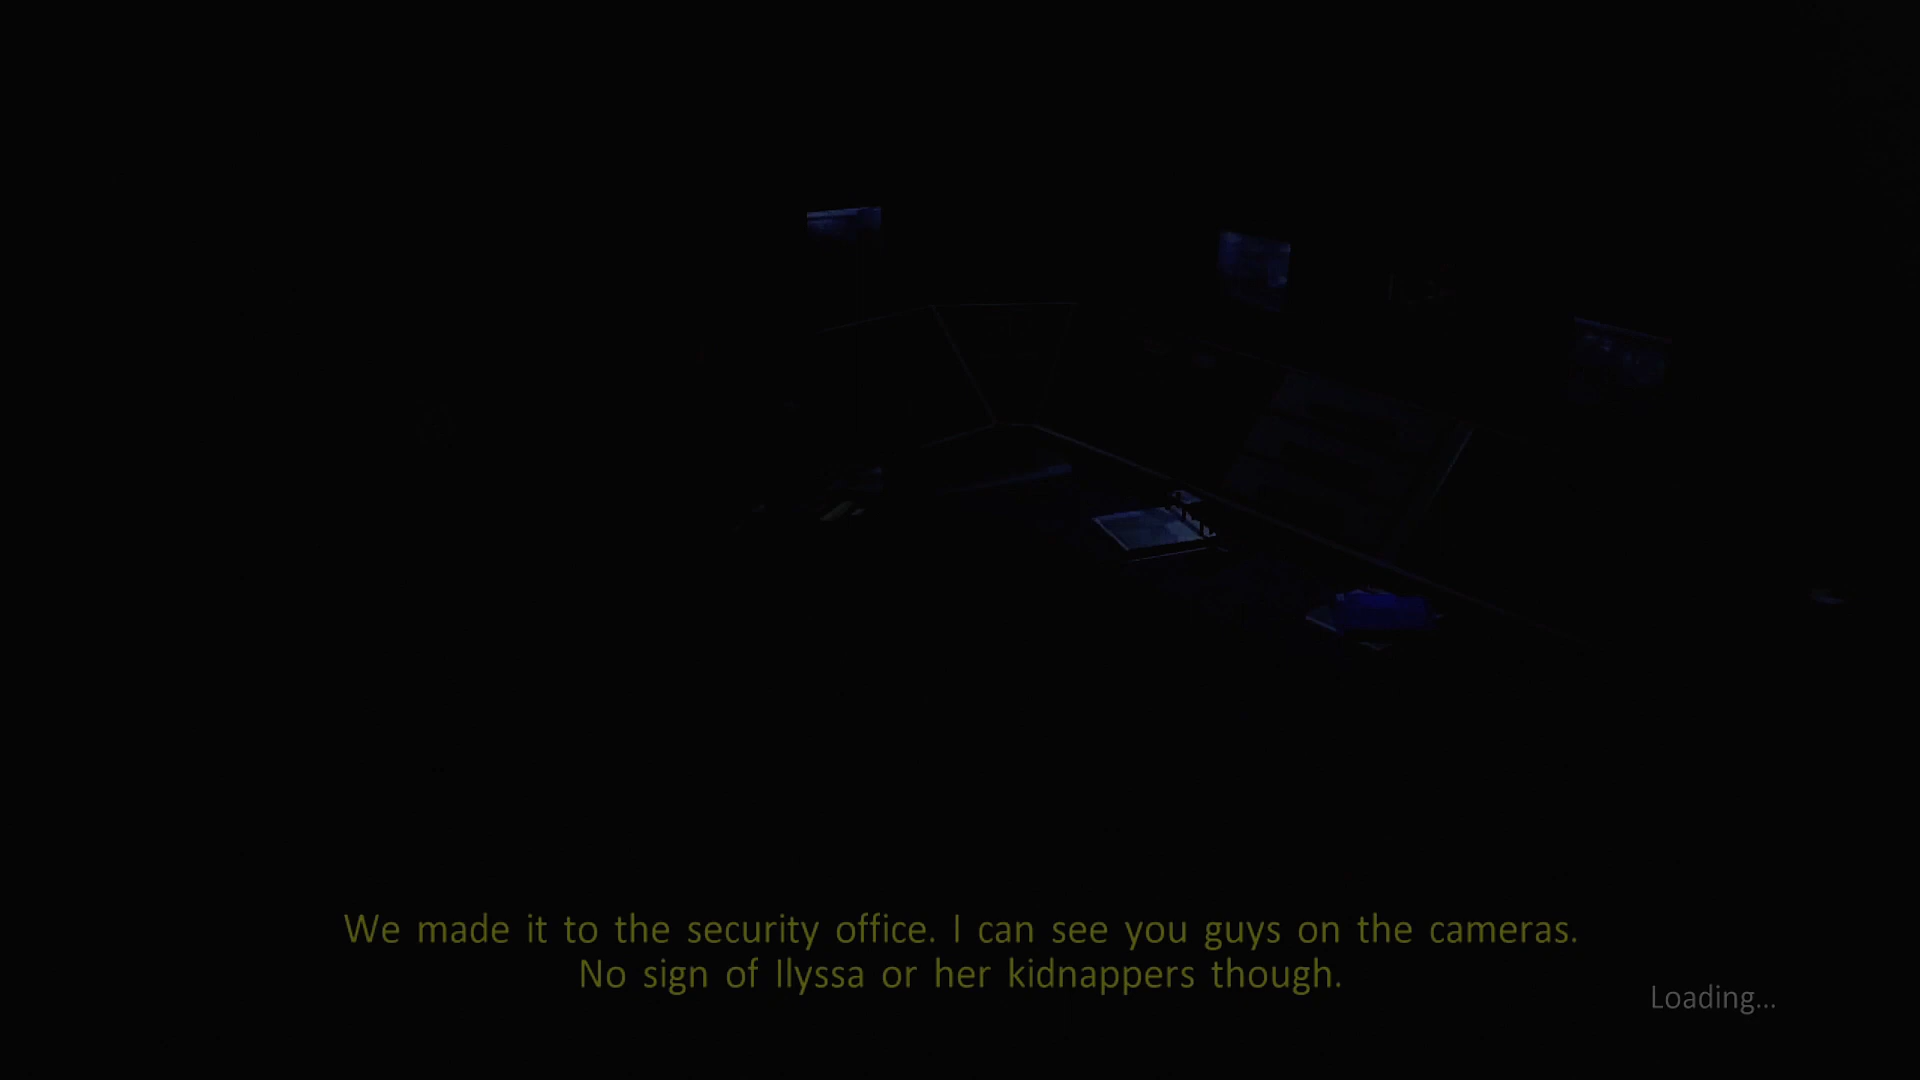 We made it to the security office. I can see you guys on the cameras.
No sign of Ilyssa or her kidnappers though.
Loading...